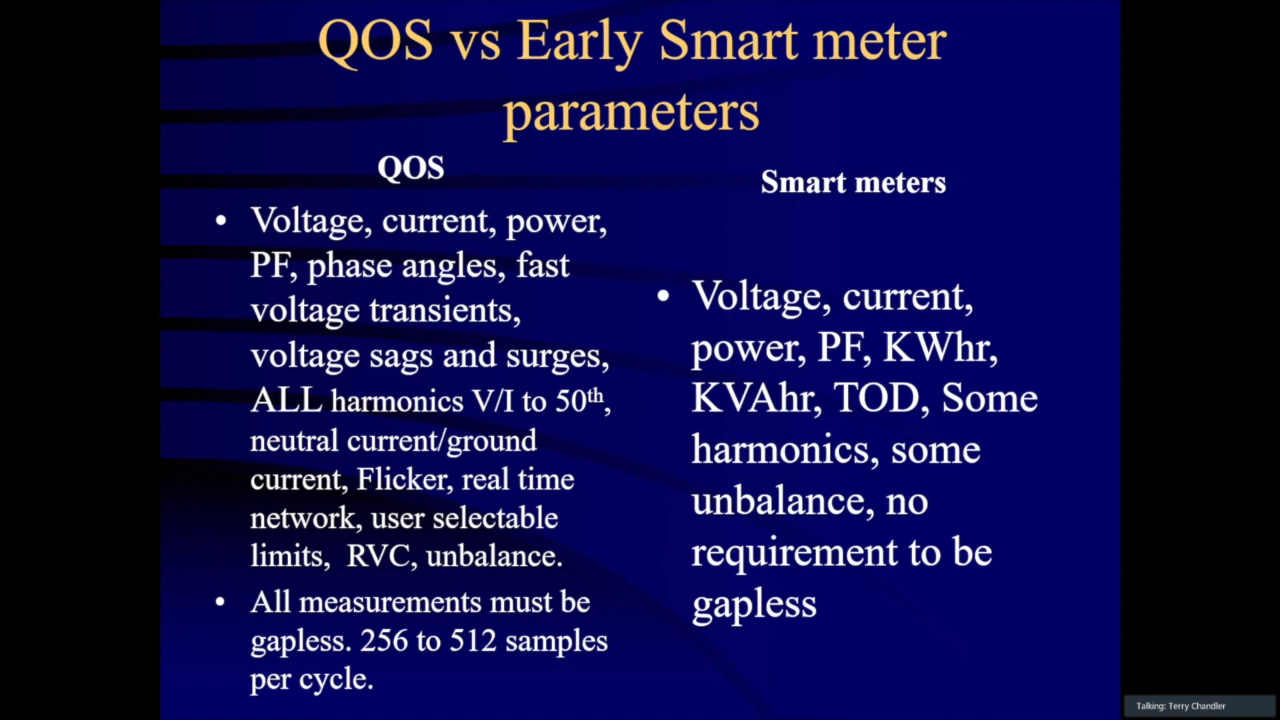 QOS vs Early Smart meter
parameters
QOS
• Voltage, current, power,
PF, phase angles, fast
voltage transients,
voltage sags and surges,
ALL harmonics V/I to 50th,
neutral current/ground
current, Flicker, real time
network, user selectable
limits, RVC, unbalance.
• All measurements must be
gapless. 256 to 512 samples
per cycle.
Smart meters
• Voltage, current,
power, PF, KWhr,
KVAhr, TOD, Some
harmonics, some
unbalance, no
requirement to be
gapless
Talking: Terry Chandler